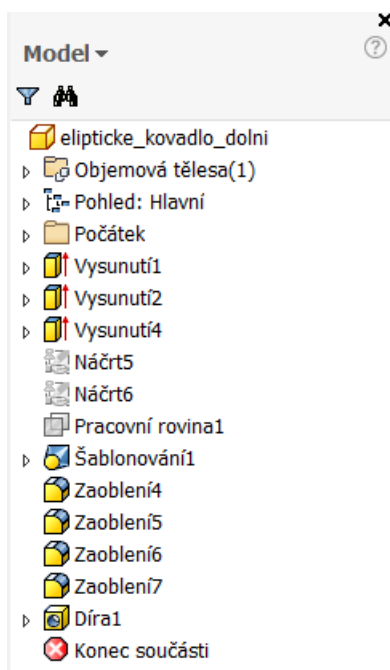 Model
elipticke_kovadlo_dolni
Objemová tělesa(1)
Pohled: Hlavní
Počátek
Vysunutí1
Vysunutí2
Vysunutí4
Náčrt5
Náčrt6
Pracovní rovina1
Šablonování1
Zaoblení4
Zaoblení5
Zaoblení6
Zaoblení7
Díra1
Konec součásti